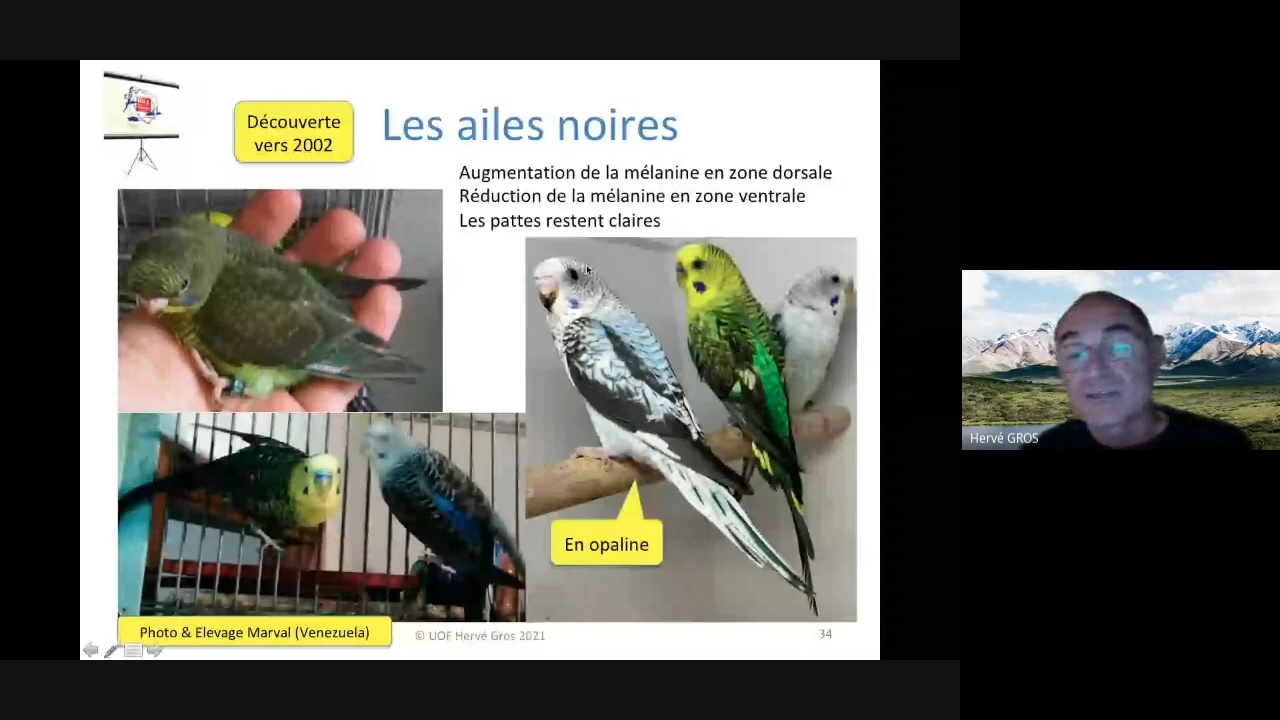 Découverte
vers 2002
Les ailes noires
Augmentation de la mélanine en zone dorsale
Réduction de la mélanine en zone ventrale
Les pattes restent claires
En opaline
Photo & Elevage Marval (Venezuela)
© UOF Hervé Gros 2021
34
Hervé GROS